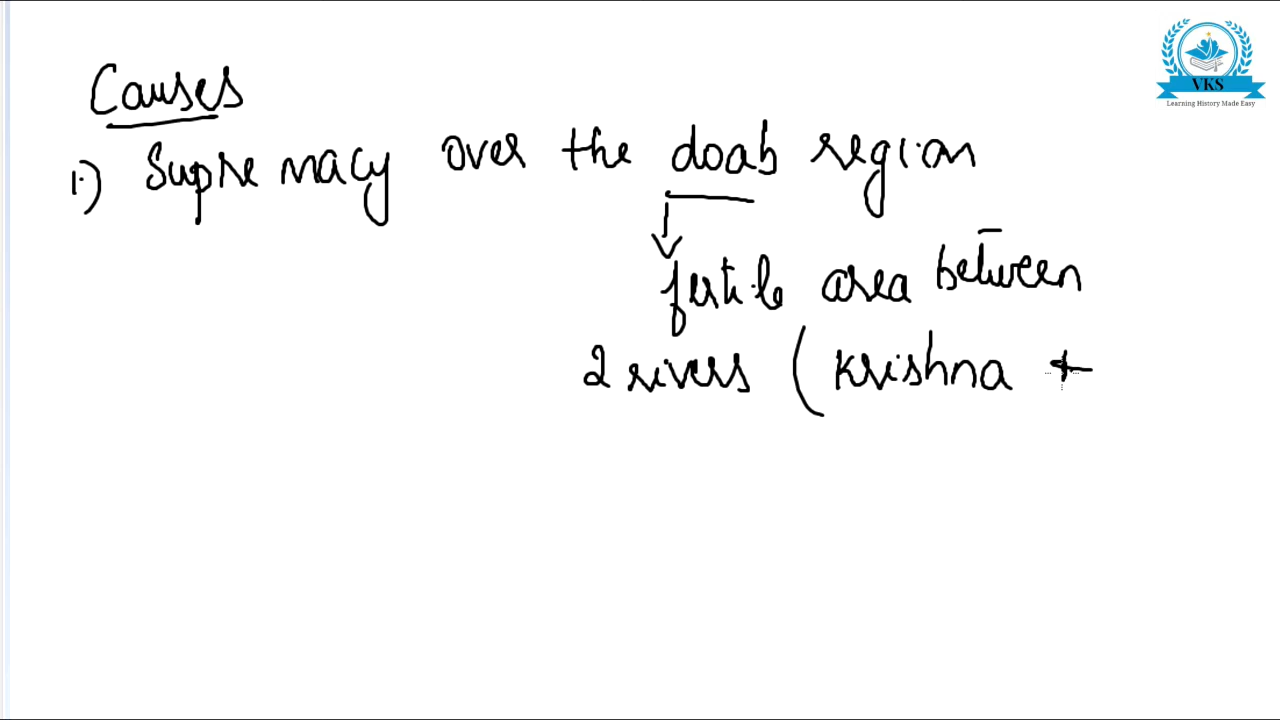 VKS
Learning History Made Easy
Causes
1.) Supremacy over the doab region
fertile area between
2 rivers (Krishna +